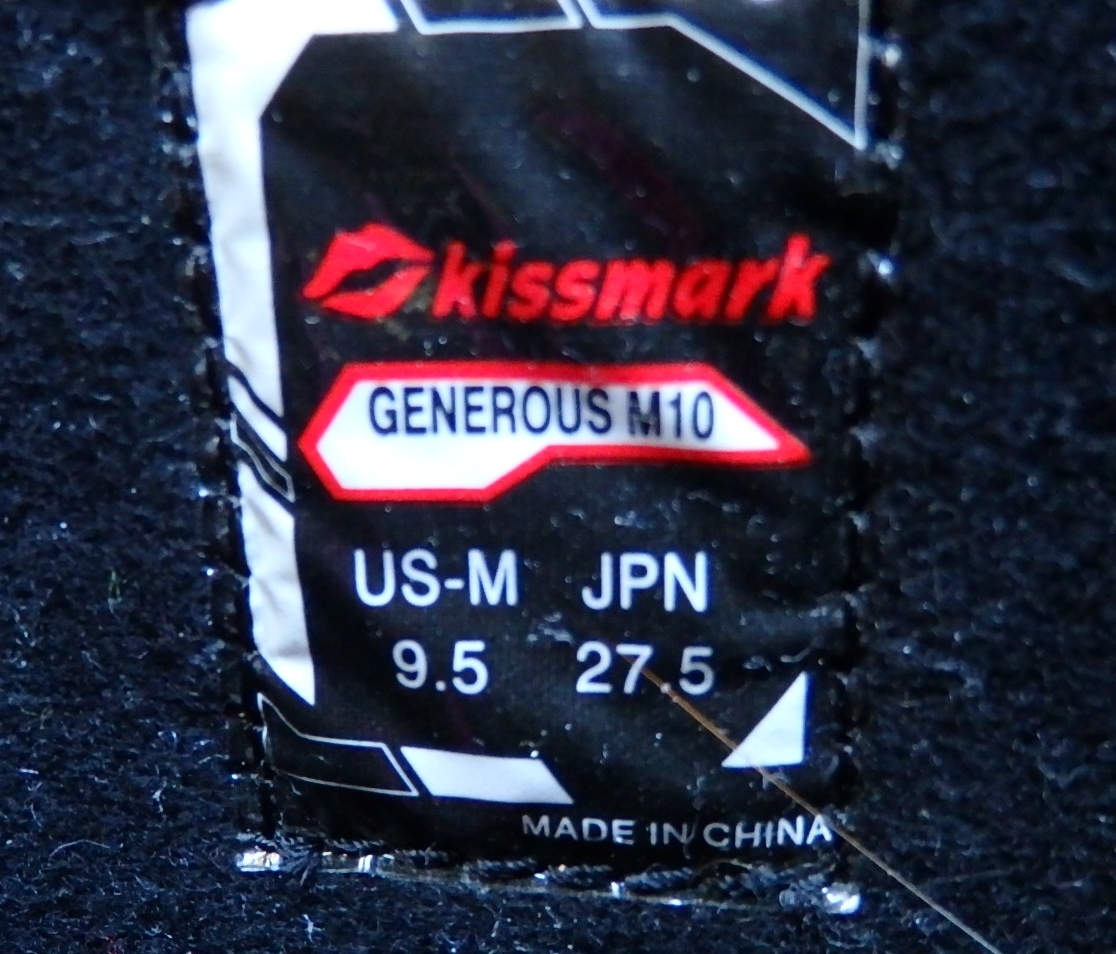 kissmark
GENEROUS M10
US-M JPN
9.5 27.5
MADE IN CHINA